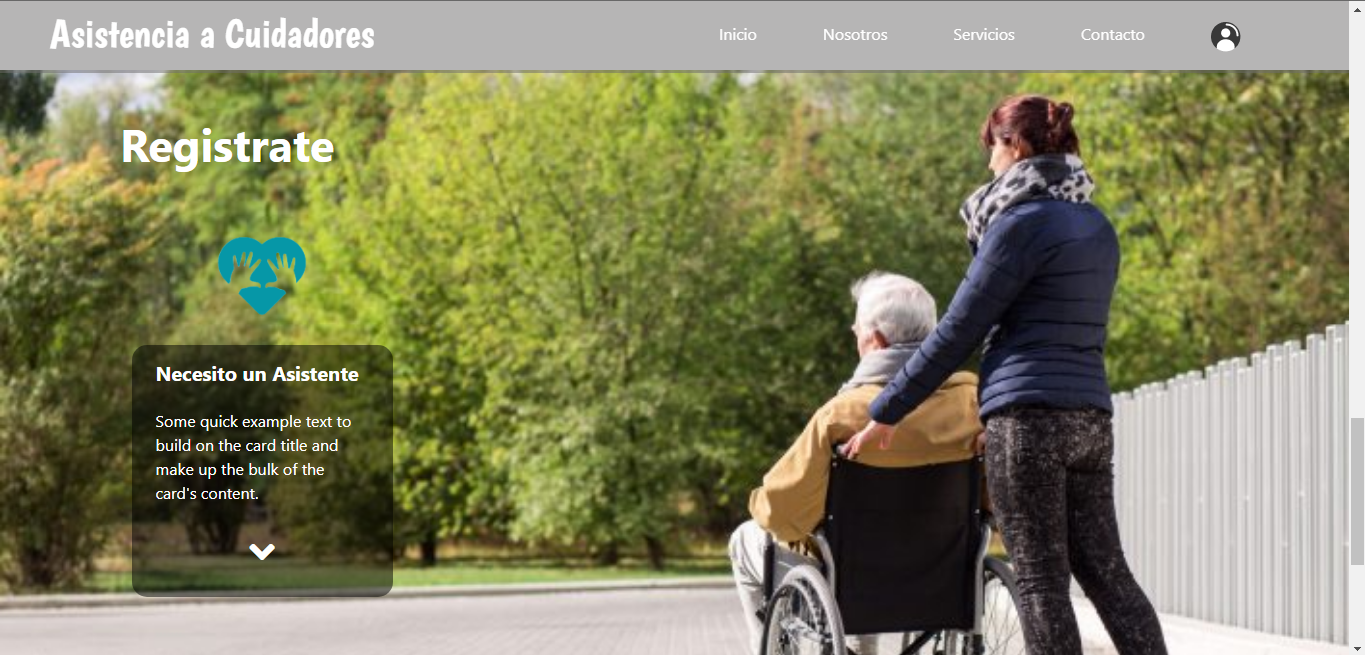 Asistencia a Cuidadores
Inicio
Nosotros
Servicios
Contacto
Registrate
Necesito un Asistente
Some quick example text to
build on the card title and
make up the bulk of the
card's content.